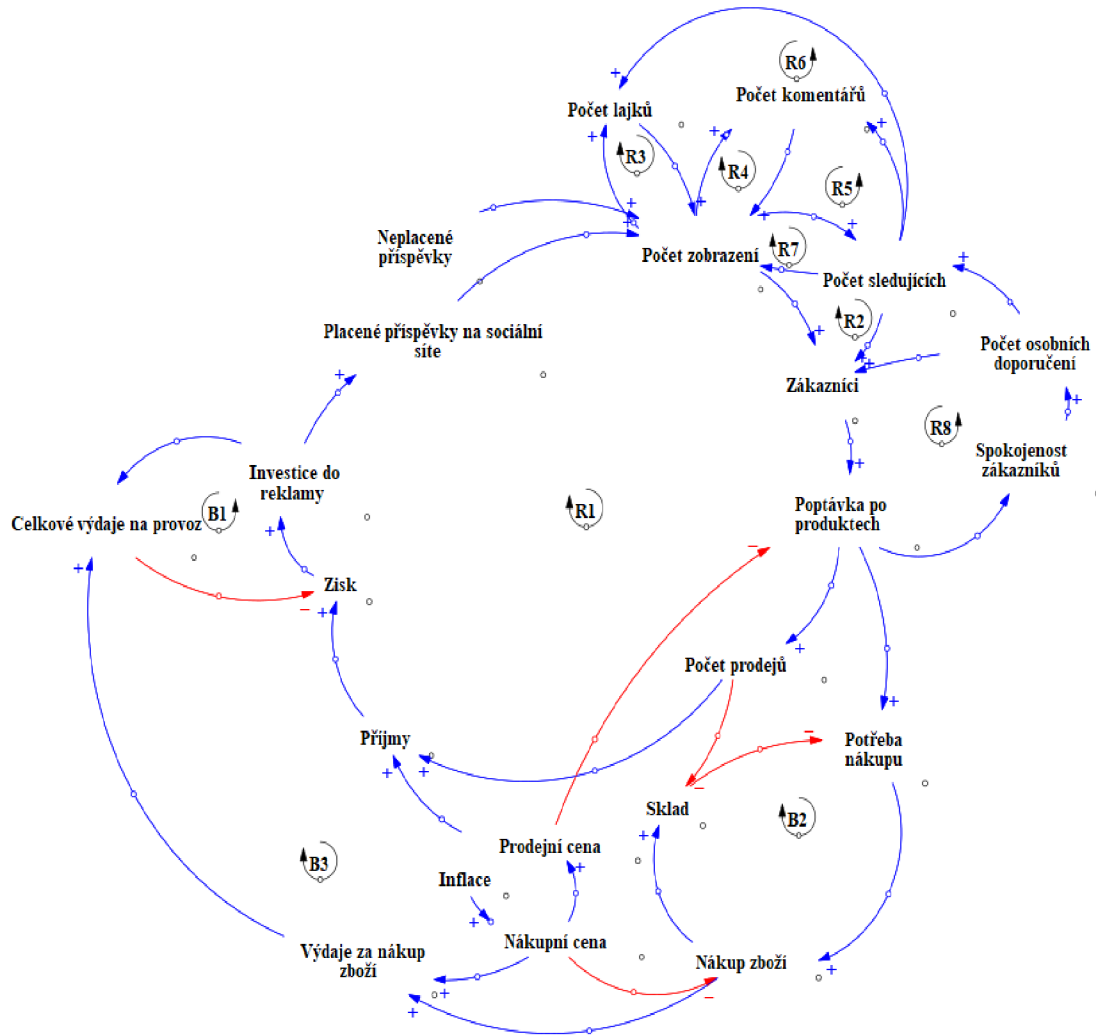 R6
Počet komentářů
Počet lajků
R3
R4
R5
Neplacené
příspěvky
Počet zobrazení
R7
Počet sledujících
Placené příspěvky na sociální
síte
R2
Počet osobních
doporučení
Zákazníci
R8
Spokojenost
zákazníků
Investice do
reklamy
Celkové výdaje na provoz
B1
R1
Poptávka po
produktech
Zisk
Počet prodejů
Příjmy
Potřeba
nákupu
Sklad
B2
Prodejní cena
B3
Inflace
Nákupní cena
Výdaje za nákup
zboží
Nákup zboží